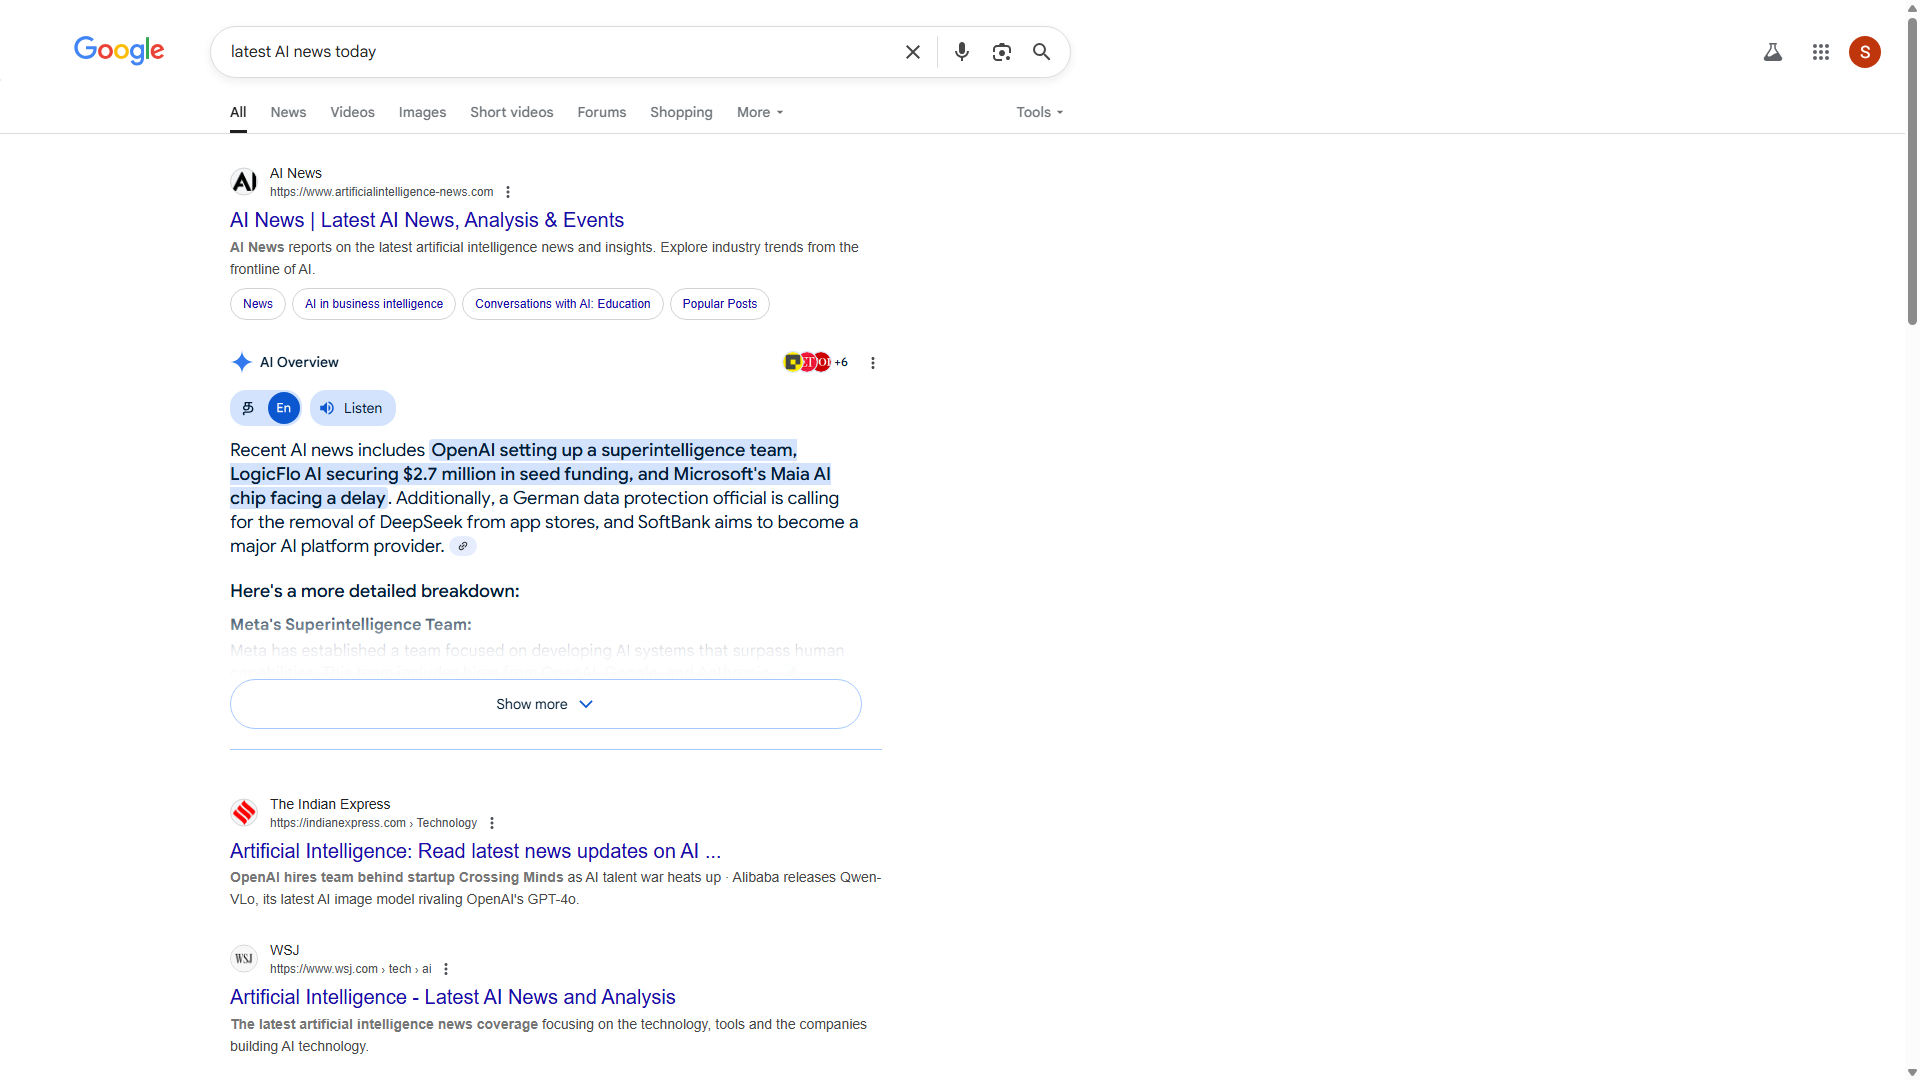 Google
latest AI news today
S
All News Videos Images Short videos Forums Shopping More Tools
AI News
https://www.artificialintelligence-news.com
AI News | Latest AI News, Analysis & Events
AI News reports on the latest artificial intelligence news and insights. Explore industry trends from the
frontline of AI.
News AI in business intelligence Conversations with AI: Education Popular Posts
AI Overview +6
த En Listen
Recent AI news includes OpenAI setting up a superintelligence team,
LogicFlo AI securing $2.7 million in seed funding, and Microsoft's Maia AI
chip facing a delay. Additionally, a German data protection official is calling
for the removal of DeepSeek from app stores, and SoftBank aims to become a
major AI platform provider.
Here's a more detailed breakdown:
Meta's Superintelligence Team:
Meta has established a team focused on developing AI systems that surpass human
Show more
The Indian Express
https://indianexpress.com › Technology
Artificial Intelligence: Read latest news updates on AI ...
OpenAI hires team behind startup Crossing Minds as AI talent war heats up · Alibaba releases Qwen-
VLo, its latest AI image model rivaling OpenAI's GPT-4o.
WSJ
WSJ
https://www.wsj.com › tech › ai
Artificial Intelligence - Latest AI News and Analysis
The latest artificial intelligence news coverage focusing on the technology, tools and the companies
building AI technology.